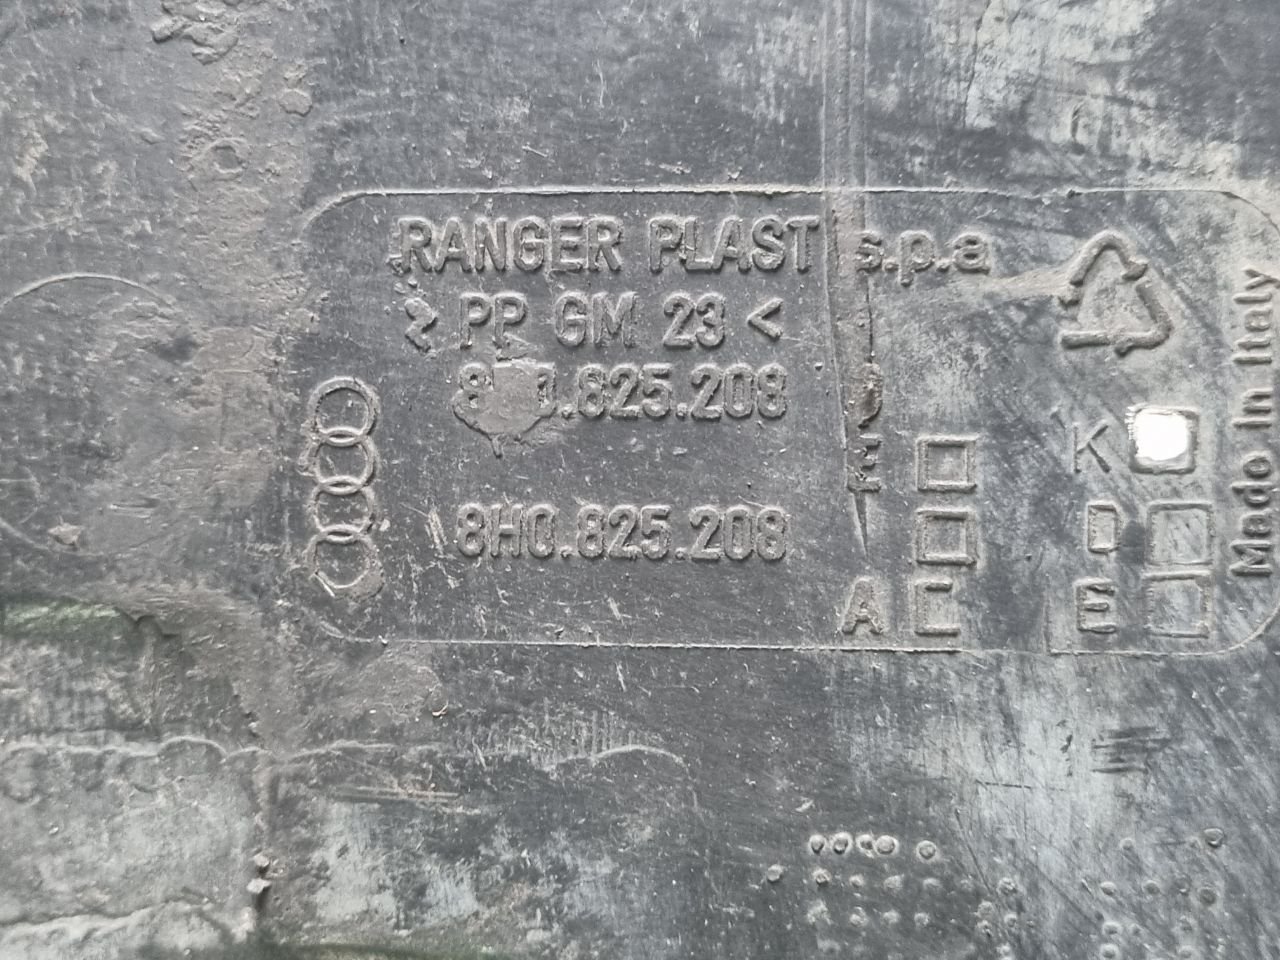 RANGER PLAST s.p.a
PP GM 23 <
.825.208
8H0.825.208
E
K
D
A
E
Made in Italy